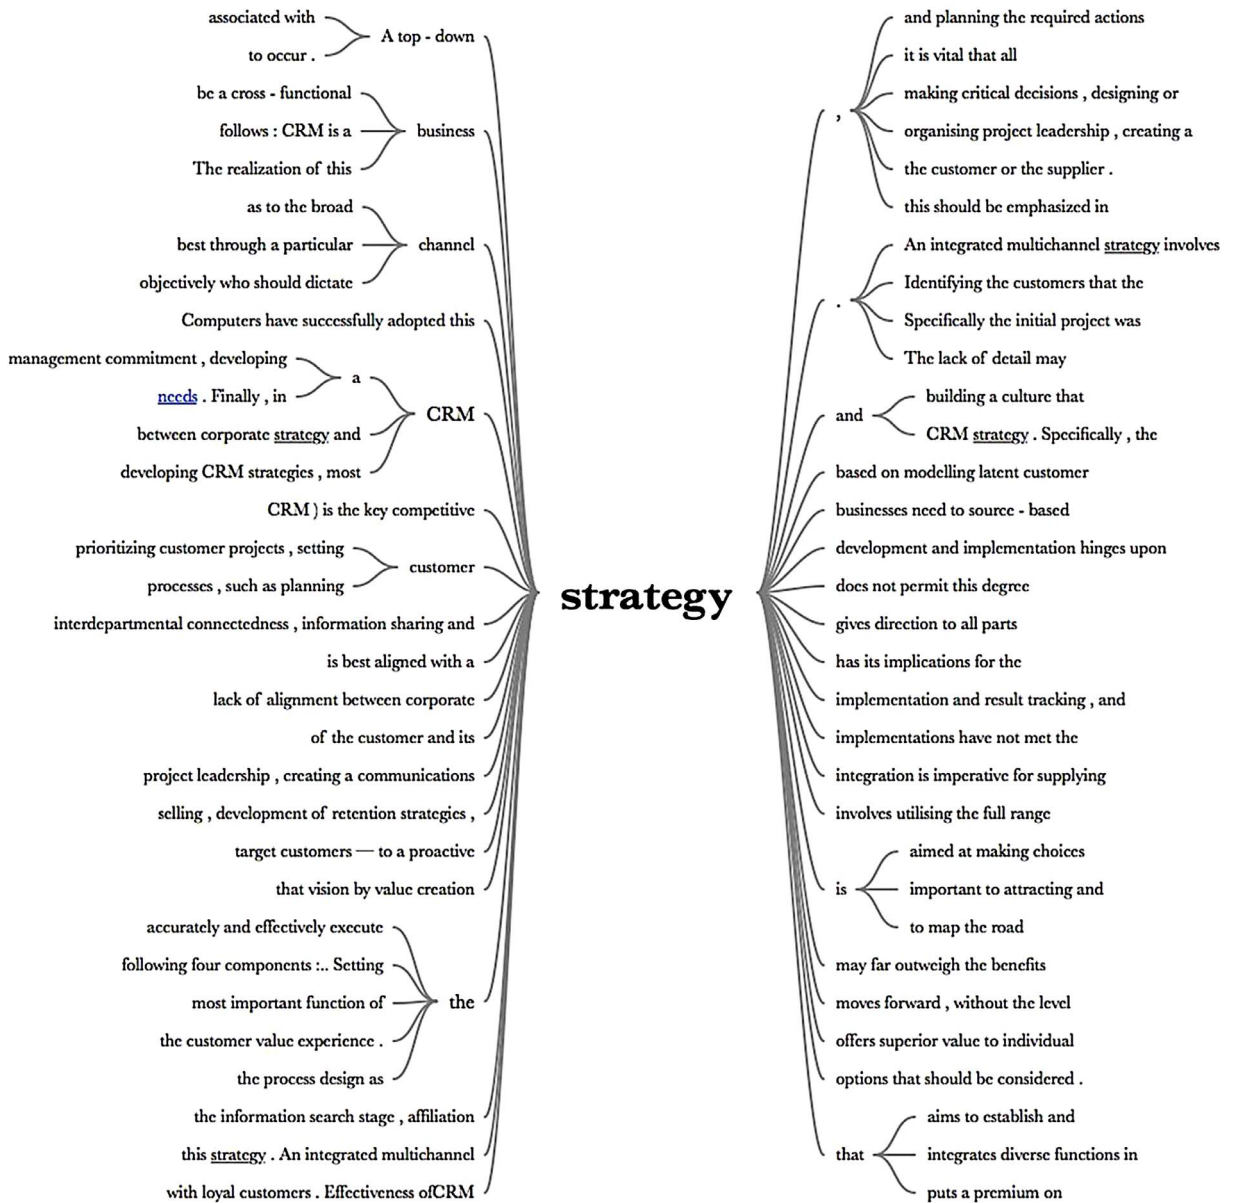 associated with
to occur .
A top - down
be a cross - functional
follows : CRM is a
The realization of this
business
as to the broad
best through a particular
objectively who should dictate
channel
Computers have successfully adopted this
management commitment , developing
needs . Finally , in
a
between corporate strategy and
developing CRM strategies , most
CRM
CRM ) is the key competitive
prioritizing customer projects , setting
processes , such as planning
customer
interdepartmental connectedness , information sharing and
is best aligned with a
lack of alignment between corporate
of the customer and its
project leadership , creating a communications
selling , development of retention strategies ,
target customers — to a proactive
that vision by value creation
accurately and effectively execute
following four components :.. Setting
most important function of
the customer value experience .
the process design as
the
the information search stage , affiliation
this strategy . An integrated multichannel
with loyal customers . Effectiveness ofCRM
strategy
,
and planning the required actions
it is vital that all
making critical decisions , designing or
organising project leadership , creating a
the customer or the supplier .
this should be emphasized in
.
An integrated multichannel strategy involves
Identifying the customers that the
Specifically the initial project was
The lack of detail may
and
building a culture that
CRM strategy . Specifically , the
based on modelling latent customer
businesses need to source - based
development and implementation hinges upon
does not permit this degree
gives direction to all parts
has its implications for the
implementation and result tracking , and
implementations have not met the
integration is imperative for supplying
involves utilising the full range
is
aimed at making choices
important to attracting and
to map the road
may far outweigh the benefits
moves forward , without the level
offers superior value to individual
options that should be considered .
that
aims to establish and
integrates diverse functions in
puts a premium on